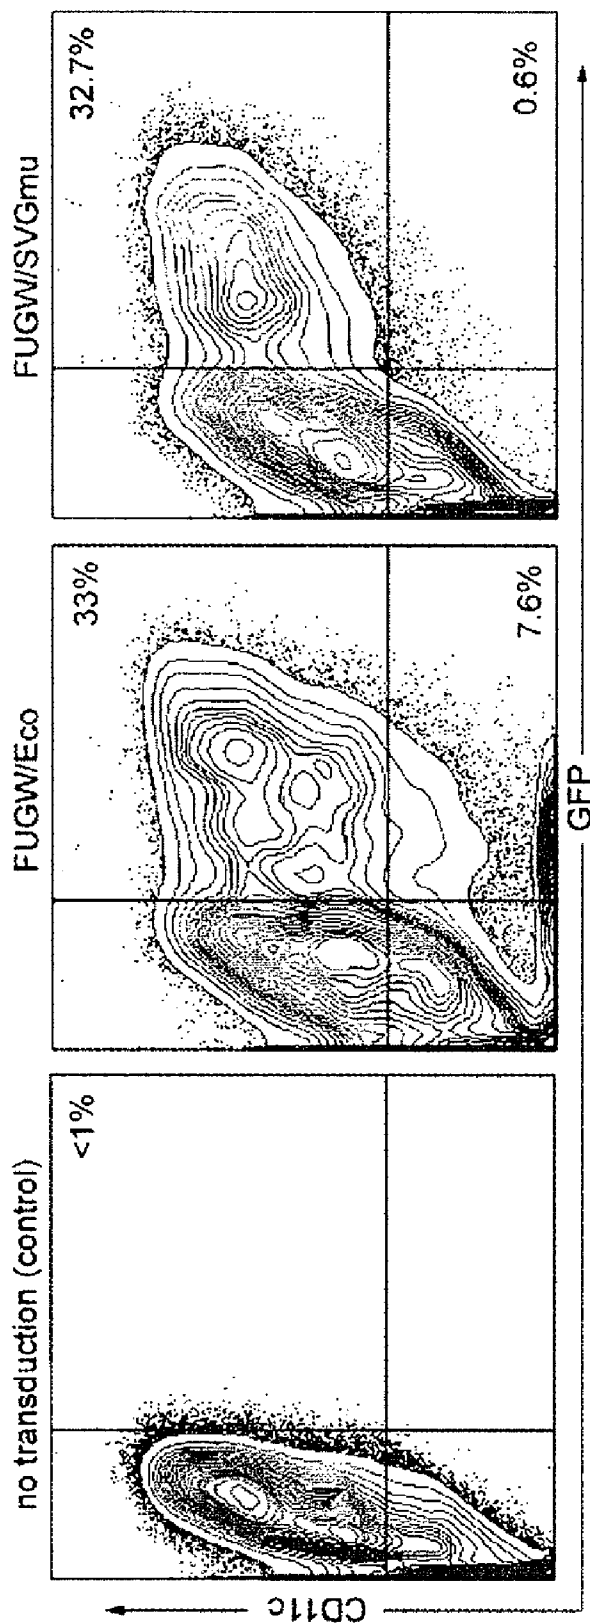 no transduction (control)
FUGW/Eco
FUGW/SVGmu
<1%
33%
32.7%
7.6%
0.6%
CD11c
GFP